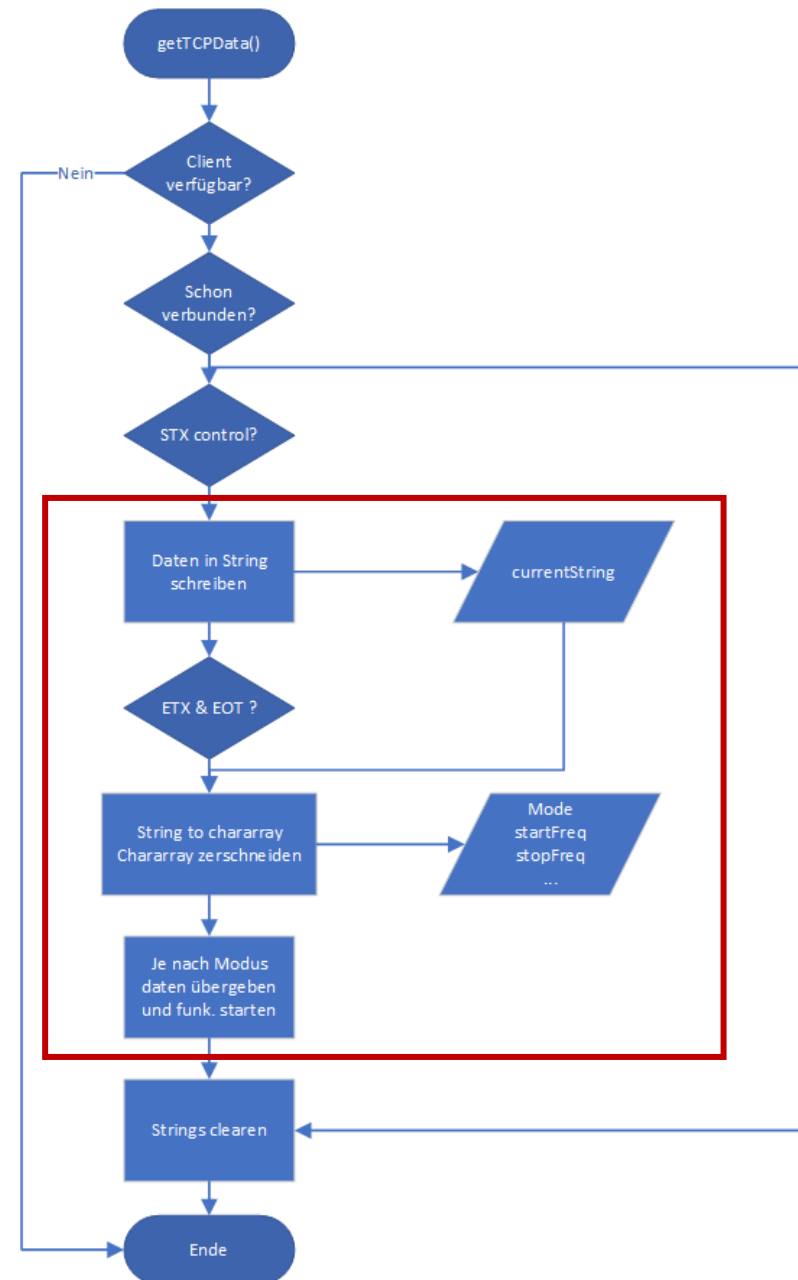 getTCPData()
Client
verfügbar?
Nein
Schon
verbunden?
STX control?
Daten in String
schreiben
currentString
ETX & EOT ?
String to chararray
Chararray zerschneiden
Mode
startFreq
stopFreq
...
Je nach Modus
daten übergeben
und funk. starten
Strings clearen
Ende